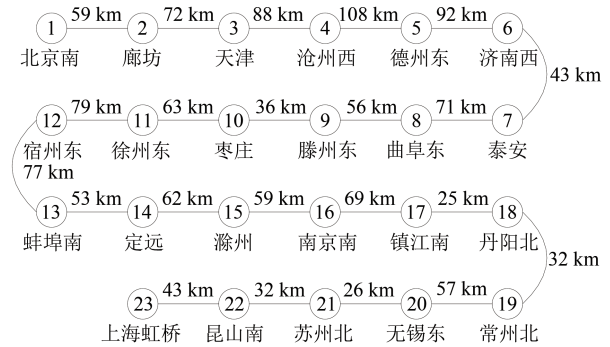 59 km 72 km 88 km 108 km 92 km
1 2 3 4 5 6
北京南 廊坊 天津 沧州西 德州东 济南西
43 km
79 km 63 km 36 km 56 km 71 km
12 11 10 9 8 7
宿州东 徐州东 枣庄 滕州东 曲阜东 泰安
77 km
53 km 62 km 59 km 69 km 25 km
13 14 15 16 17 18
蚌埠南 定远 滁州 南京南 镇江南 丹阳北
32 km
43 km 32 km 26 km 57 km
23 22 21 20 19
上海虹桥 昆山南 苏州北 无锡东 常州北